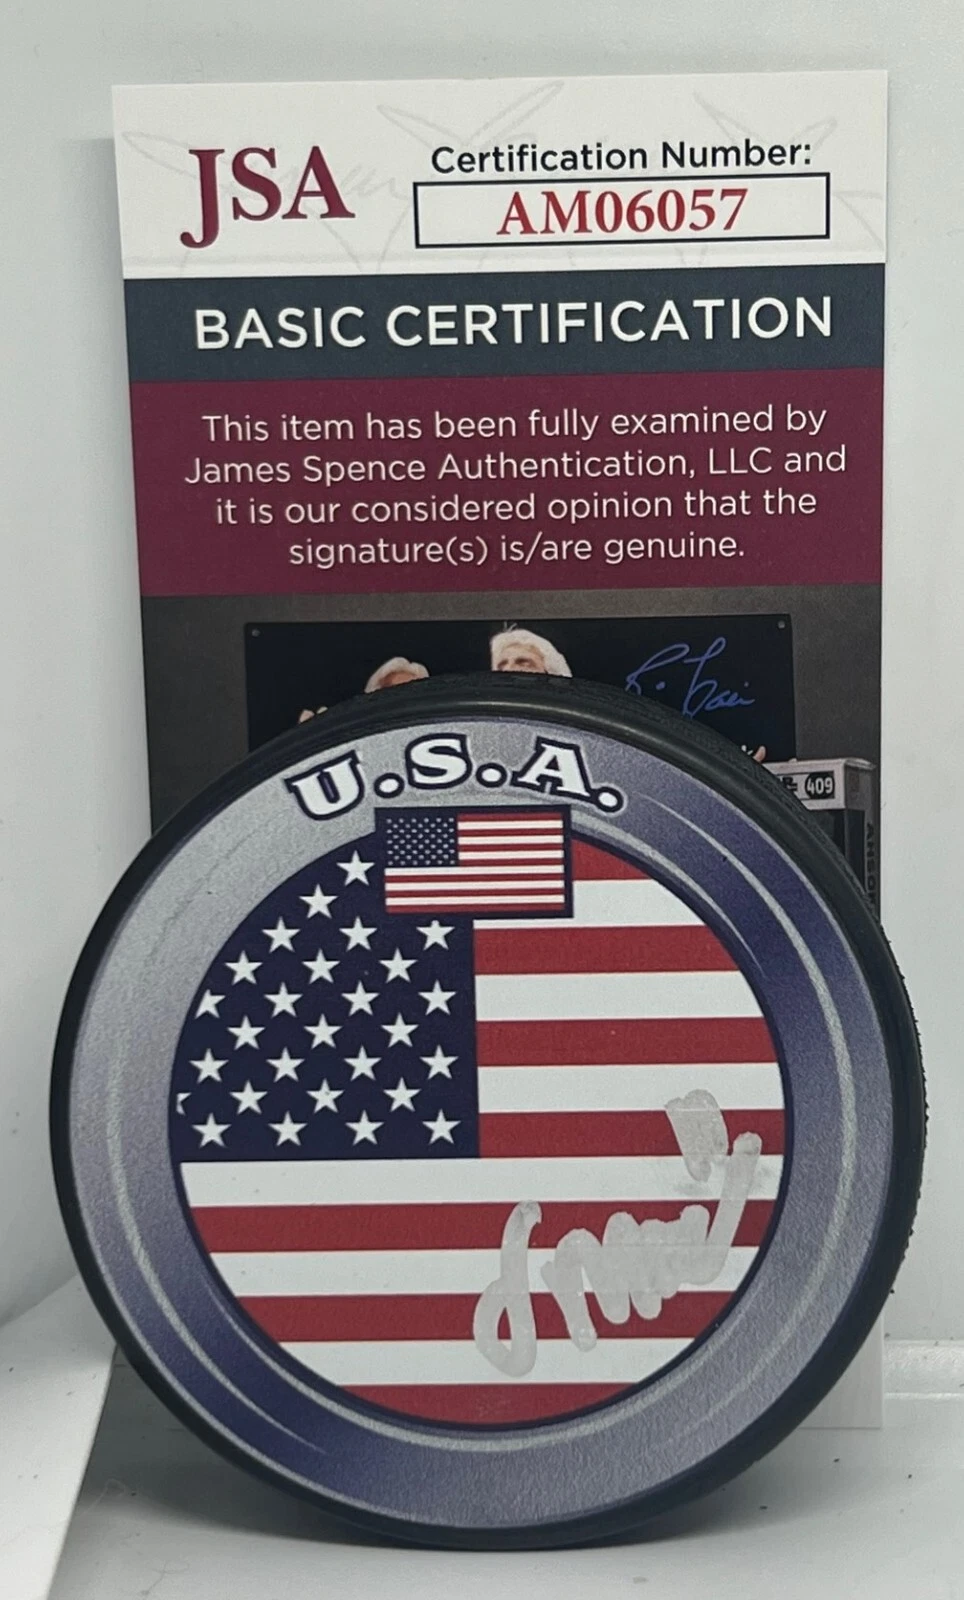 JSA
Certification Number:
AM06057
BASIC CERTIFICATION
This item has been fully examined by
James Spence Authentication, LLC and
it is our considered opinion that the
signature(s) is/are genuine.
409
U.S.A.